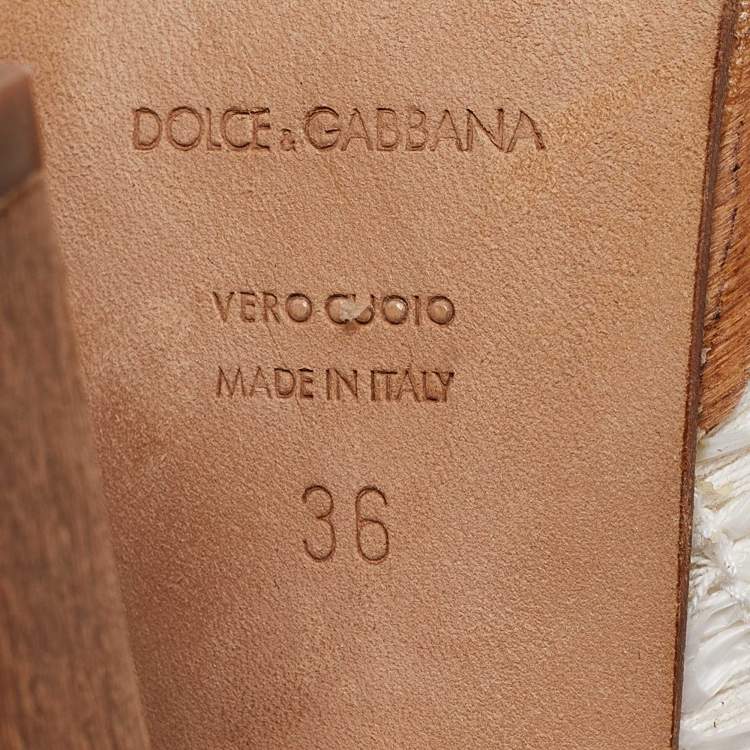 DOLCE & GABBANA
VERO CUOIO
MADE IN ITALY
36